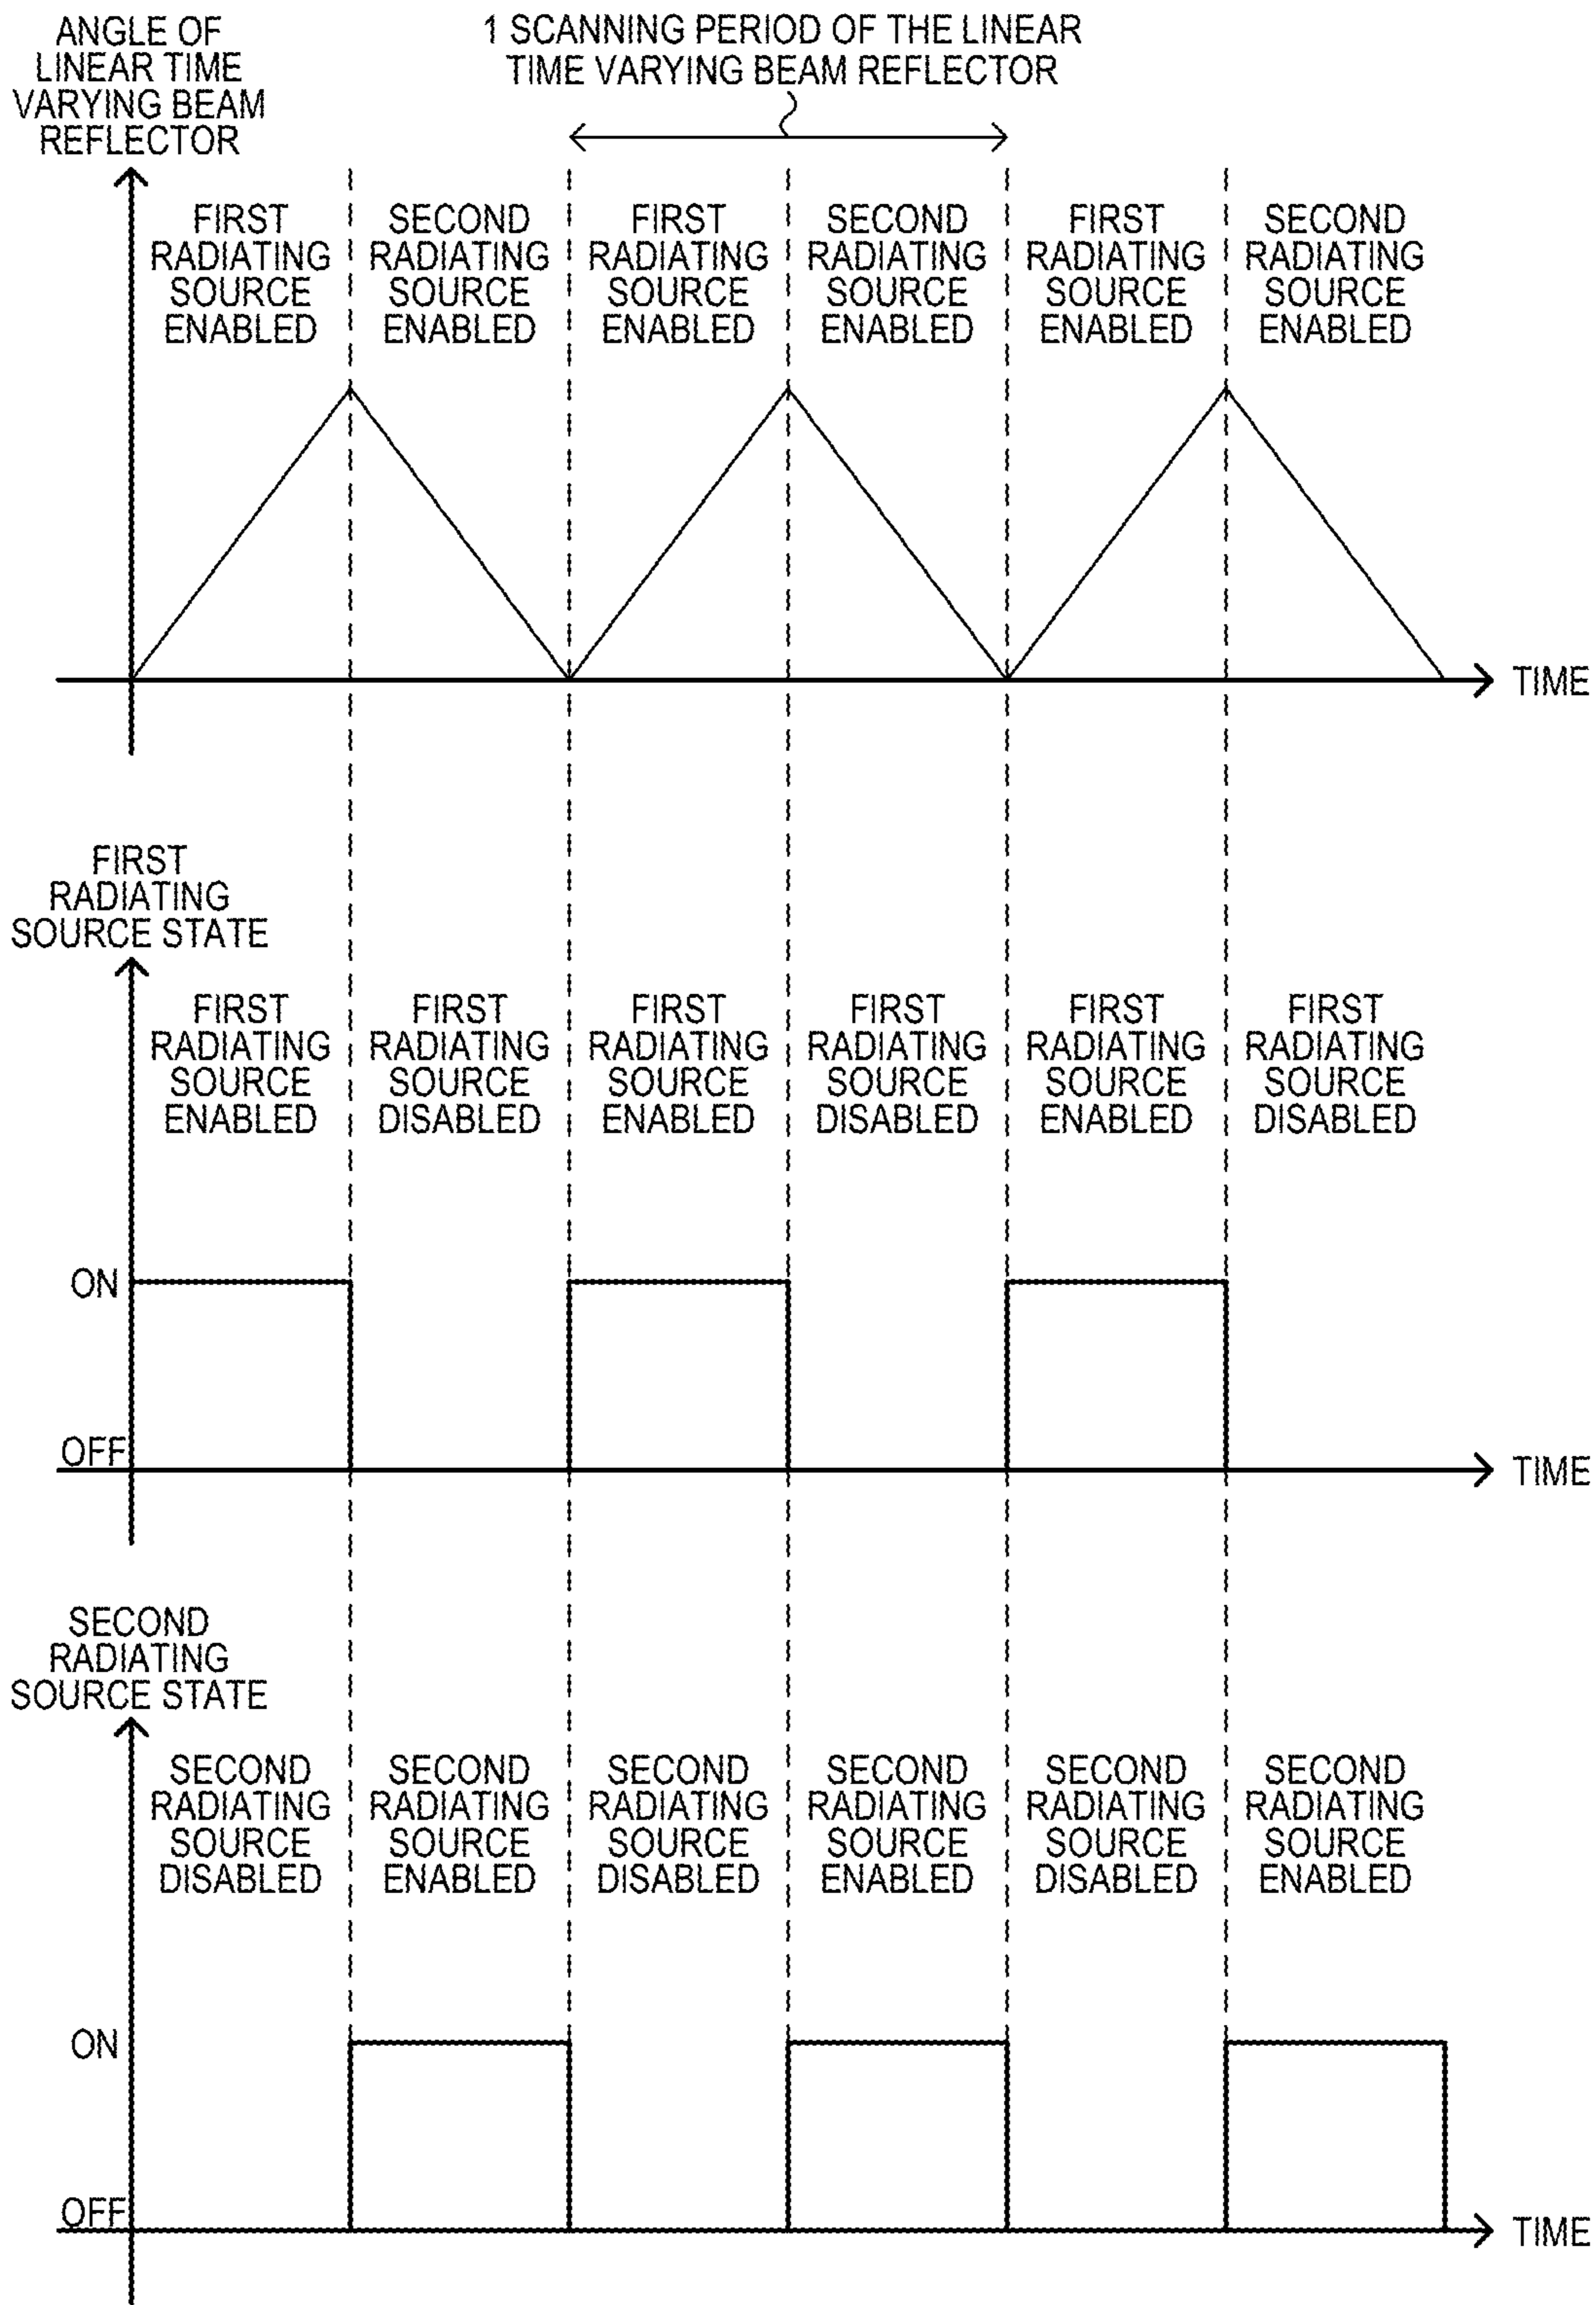 ANGLE OF
LINEAR TIME
VARYING BEAM
REFLECTOR
1 SCANNING PERIOD OF THE LINEAR
TIME VARYING BEAM REFLECTOR
FIRST
RADIATING
SOURCE
ENABLED
SECOND
RADIATING
SOURCE
ENABLED
FIRST
RADIATING
SOURCE
ENABLED
SECOND
RADIATING
SOURCE
ENABLED
FIRST
RADIATING
SOURCE
ENABLED
SECOND
RADIATING
SOURCE
ENABLED
TIME
FIRST
RADIATING
SOURCE STATE
FIRST
RADIATING
SOURCE
ENABLED
FIRST
RADIATING
SOURCE
DISABLED
FIRST
RADIATING
SOURCE
ENABLED
FIRST
RADIATING
SOURCE
DISABLED
FIRST
RADIATING
SOURCE
ENABLED
FIRST
RADIATING
SOURCE
DISABLED
ON
OFF
TIME
SECOND
RADIATING
SOURCE STATE
SECOND
RADIATING
SOURCE
DISABLED
SECOND
RADIATING
SOURCE
ENABLED
SECOND
RADIATING
SOURCE
DISABLED
SECOND
RADIATING
SOURCE
ENABLED
SECOND
RADIATING
SOURCE
DISABLED
SECOND
RADIATING
SOURCE
ENABLED
ON
OFF
TIME